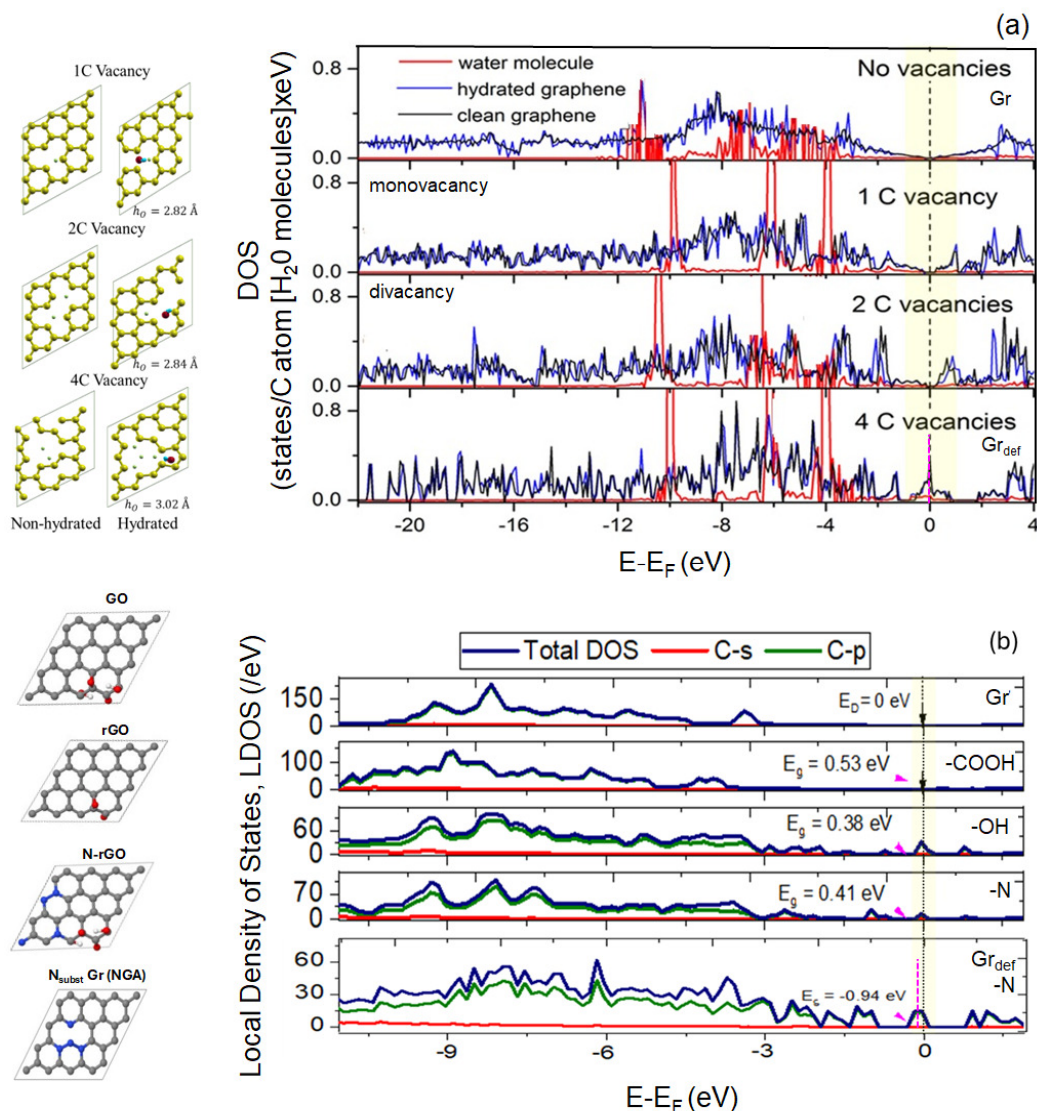 1C Vacancy
h_O = 2.82 Å
2C Vacancy
h_O = 2.84 Å
4C Vacancy
h_O = 3.02 Å
Non-hydrated Hydrated
(a)
DOS
(states/C atom [H_20 molecules]xeV)
0.8
0.0
water molecule
hydrated graphene
clean graphene
No vacancies
Gr
0.8
0.0
monovacancy
1 C vacancy
0.8
0.0
divacancy
2 C vacancies
0.8
0.0
4 C vacancies
Gr_def
-20 -16 -12 -8 -4 0 4
E-E_F (eV)
GO
rGO
N-rGO
N_subst Gr (NGA)
(b)
Local Density of States, LDOS (/eV)
Total DOS C-s C-p
150
0
E_D = 0 eV
Gr
100
0
E_g = 0.53 eV
-COOH
60
30
0
E_g = 0.38 eV
-OH
70
0
E_g = 0.41 eV
-N
60
30
0
E_g = -0.94 eV
Gr_def
-N
-9 -6 -3 0
E-E_F (eV)